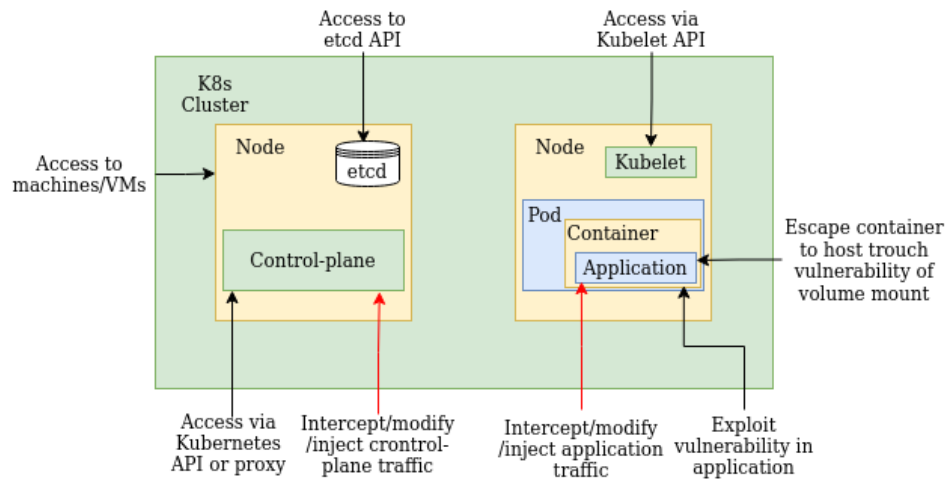 Access to
etcd API
Access via
Kubelet API
K8s
Cluster
Node
etcd
Node
Kubelet
Access to
machines/VMs
Pod
Container
Application
Control-plane
Escape container
to host trouch
vulnerability of
volume mount
Access via
Kubernetes
API or proxy
Intercept/modify
/inject crontrol-
plane traffic
Intercept/modify
/inject application
traffic
Exploit
vulnerability in
application